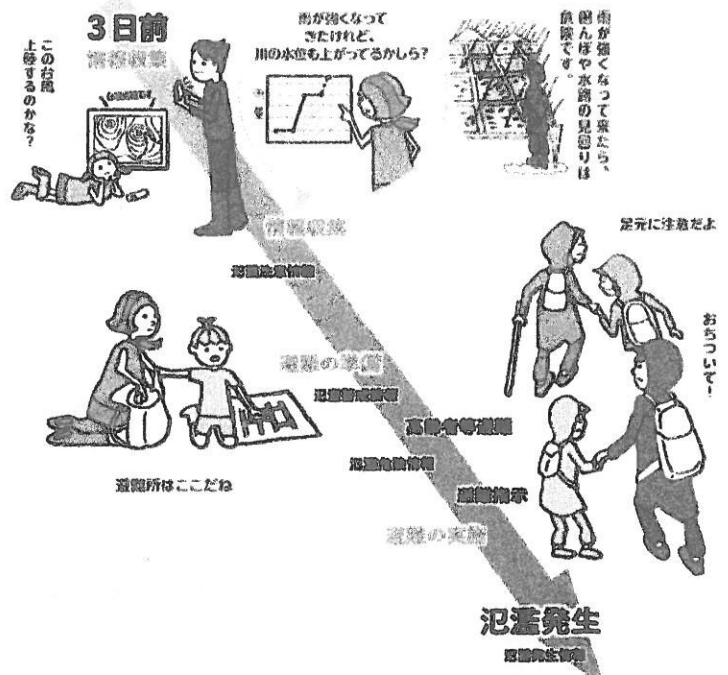 3日前
情報収集
このお台風
上陸するのかな？
雨が強くなって
きたけれど、
川の水位も上がってるかしら？
雨が強くなって来たら、
田んぼや水路の見回りは
危険です。
情報収集
氾濫注意情報
足元に注意だよ
おちついて！
避難の準備
氾濫警戒情報
高齢者等避難
氾濫危険情報
避難指示
避難所はここだね
避難の実施
氾濫発生
氾濫発生情報